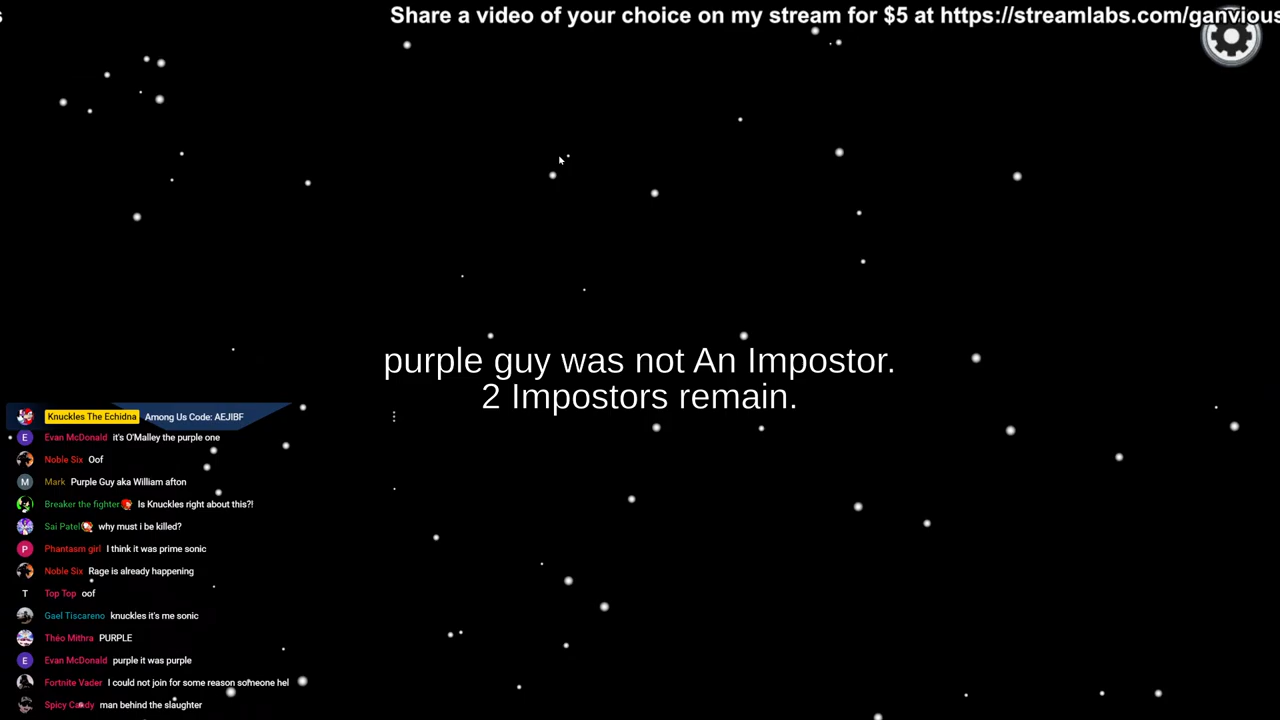 s
Share a video of your choice on my stream for $5 at https://streamlabs.com/ganvious
purple guy was not An Impostor.
2 Impostors remain.
Knuckles The Echidna Among Us Code: AEJIBF
E Evan McDonald it's O'Malley the purple one
Noble Six Oof
M Mark Purple Guy aka William afton
Breaker the fighter Is Knuckles right about this?!
Sai Patel why must i be killed?
P Phantasm girl I think it was prime sonic
Noble Six Rage is already happening
T Top Top oof
Gael Tiscareno knuckles it's me sonic
Théo Mithra PURPLE
E Evan McDonald purple it was purple
Fortnite Vader I could not join for some reason someone hel
Spicy Candy man behind the slaughter